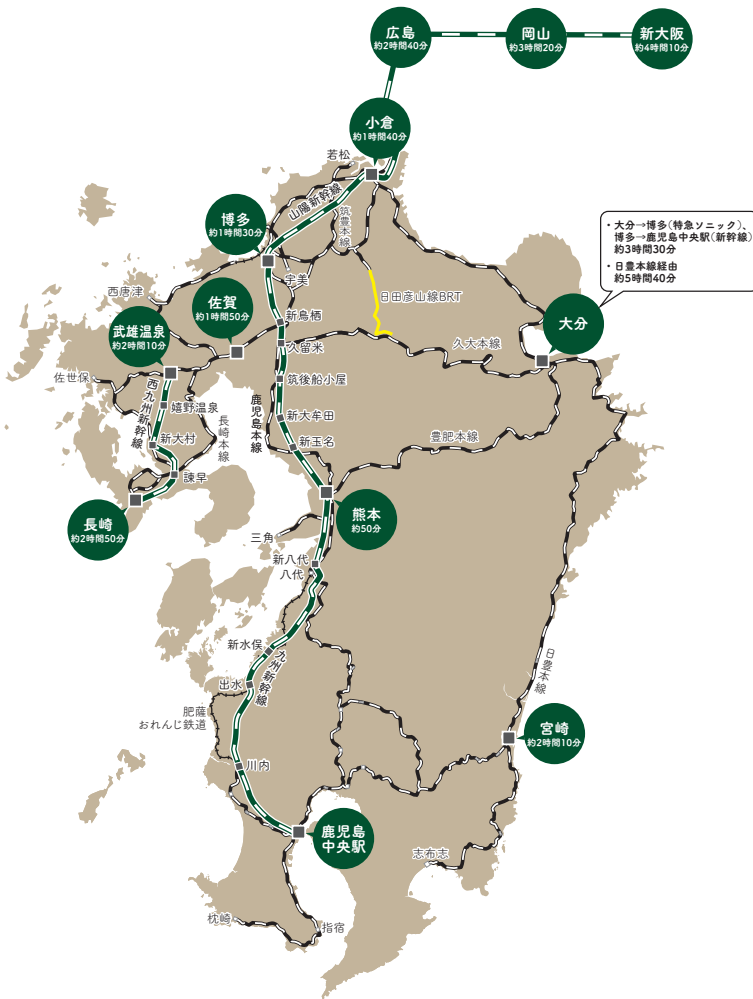 広島
約2時間40分
岡山
約3時間20分
新大阪
約4時間10分
小倉
約1時間40分
若松
山陽新幹線
筑豊本線
博多
約1時間30分
・大分→博多(特急ソニック)、
博多→鹿児島中央駅(新幹線)
約3時間30分
・日豊本線経由
約5時間40分
宇美
日田彦山線BRT
西唐津
佐賀
約1時間50分
新鳥栖
大分
武雄温泉
約2時間10分
久留米
久大本線
佐世保
筑後船小屋
西九州新幹線
嬉野温泉
長崎本線
鹿児島本線
新大牟田
新大村
新玉名
豊肥本線
諫早
長崎
約2時間50分
熊本
約50分
三角
新八代
八代
新水俣
九州新幹線
日豊本線
出水
肥薩
おれんじ鉄道
宮崎
約2時間10分
川内
鹿児島
中央駅
志布志
枕崎
指宿